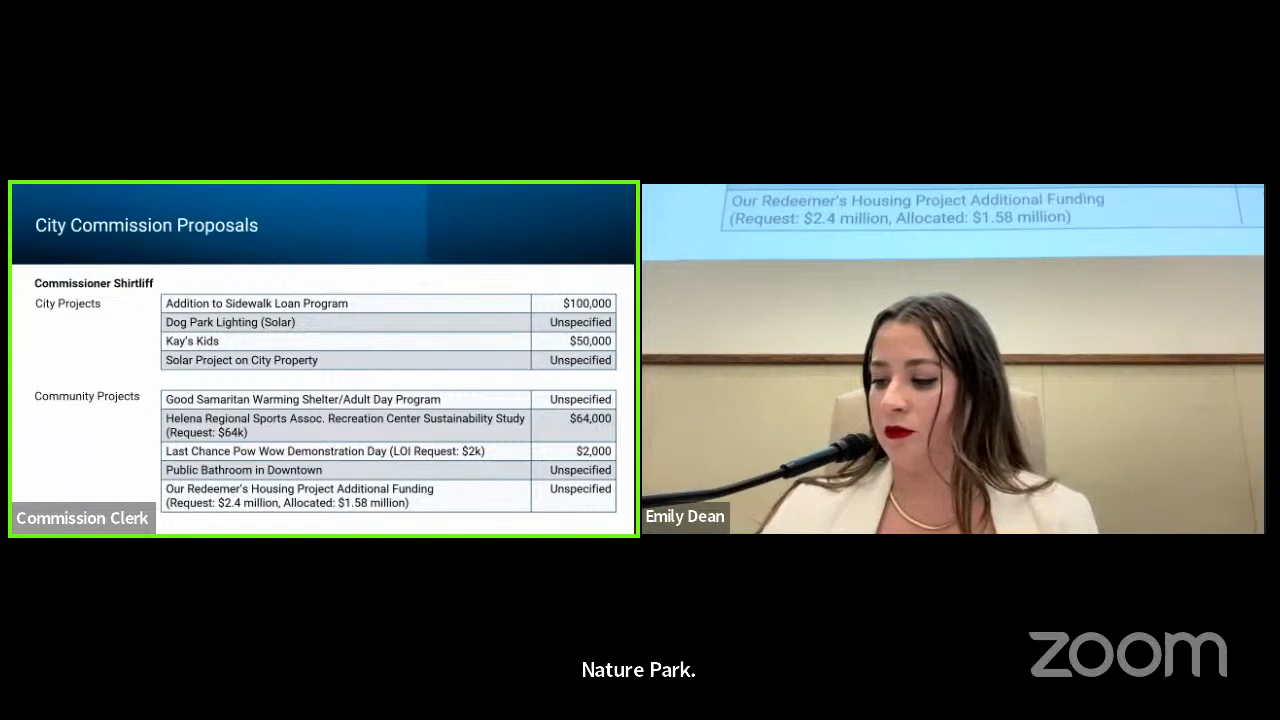 City Commission Proposals
Commissioner Shirtliff
City Projects
Addition to Sidewalk Loan Program $100,000
Dog Park Lighting (Solar) Unspecified
Kay's Kids $50,000
Solar Project on City Property Unspecified
Community Projects
Good Samaritan Warming Shelter/Adult Day Program Unspecified
Helena Regional Sports Assoc. Recreation Center Sustainability Study $64,000
(Request: $64k)
Last Chance Pow Wow Demonstration Day (LOI Request: $2k) $2,000
Public Bathroom in Downtown Unspecified
Our Redeemer's Housing Project Additional Funding Unspecified
(Request: $2.4 million, Allocated: $1.58 million)
Commission Clerk
Our Redeemer's Housing Project Additional Funding
(Request: $2.4 million, Allocated: $1.58 million)
Emily Dean
Nature Park.
zoom